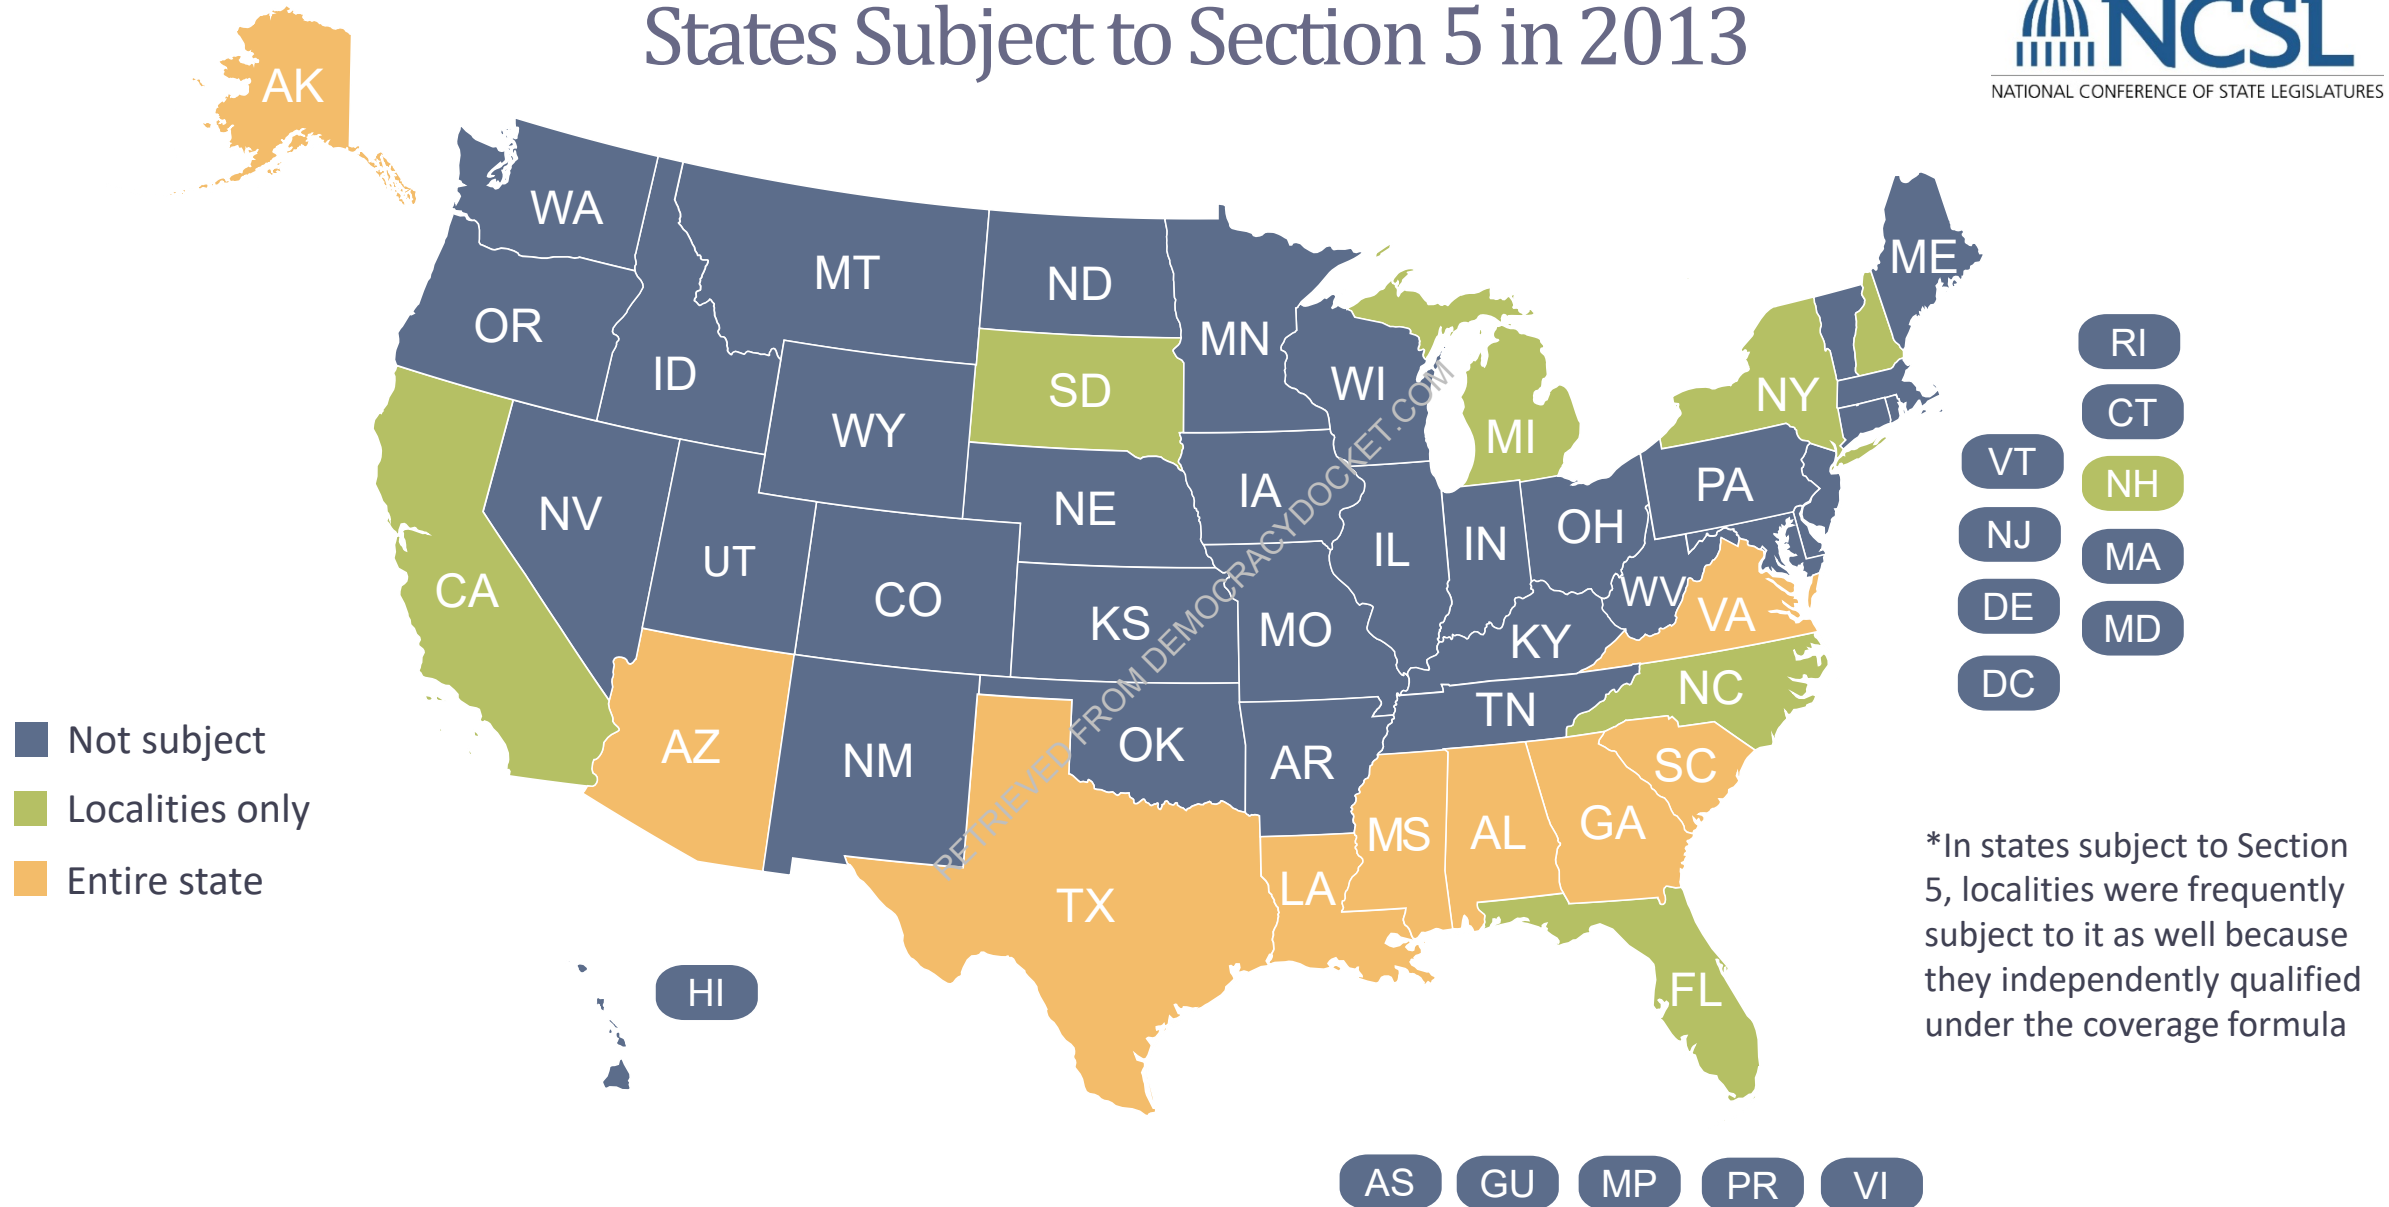 States Subject to Section 5 in 2013
NCSL
NATIONAL CONFERENCE OF STATE LEGISLATURES
AK
WA
MT
ND
MN
ME
OR
ID
SD
WI
MI
NY
RI
CT
VT
NH
WY
NV
UT
CO
NE
IA
IL
IN
OH
PA
NJ
MA
CA
KS
MO
KY
WV
VA
DE
MD
DC
AZ
NM
OK
AR
TN
NC
SC
MS
AL
GA
LA
TX
FL
HI
RETRIEVED FROM DEMOCRACYDOCKET.COM
Not subject
Localities only
Entire state
*In states subject to Section
5, localities were frequently
subject to it as well because
they independently qualified
under the coverage formula
AS
GU
MP
PR
VI